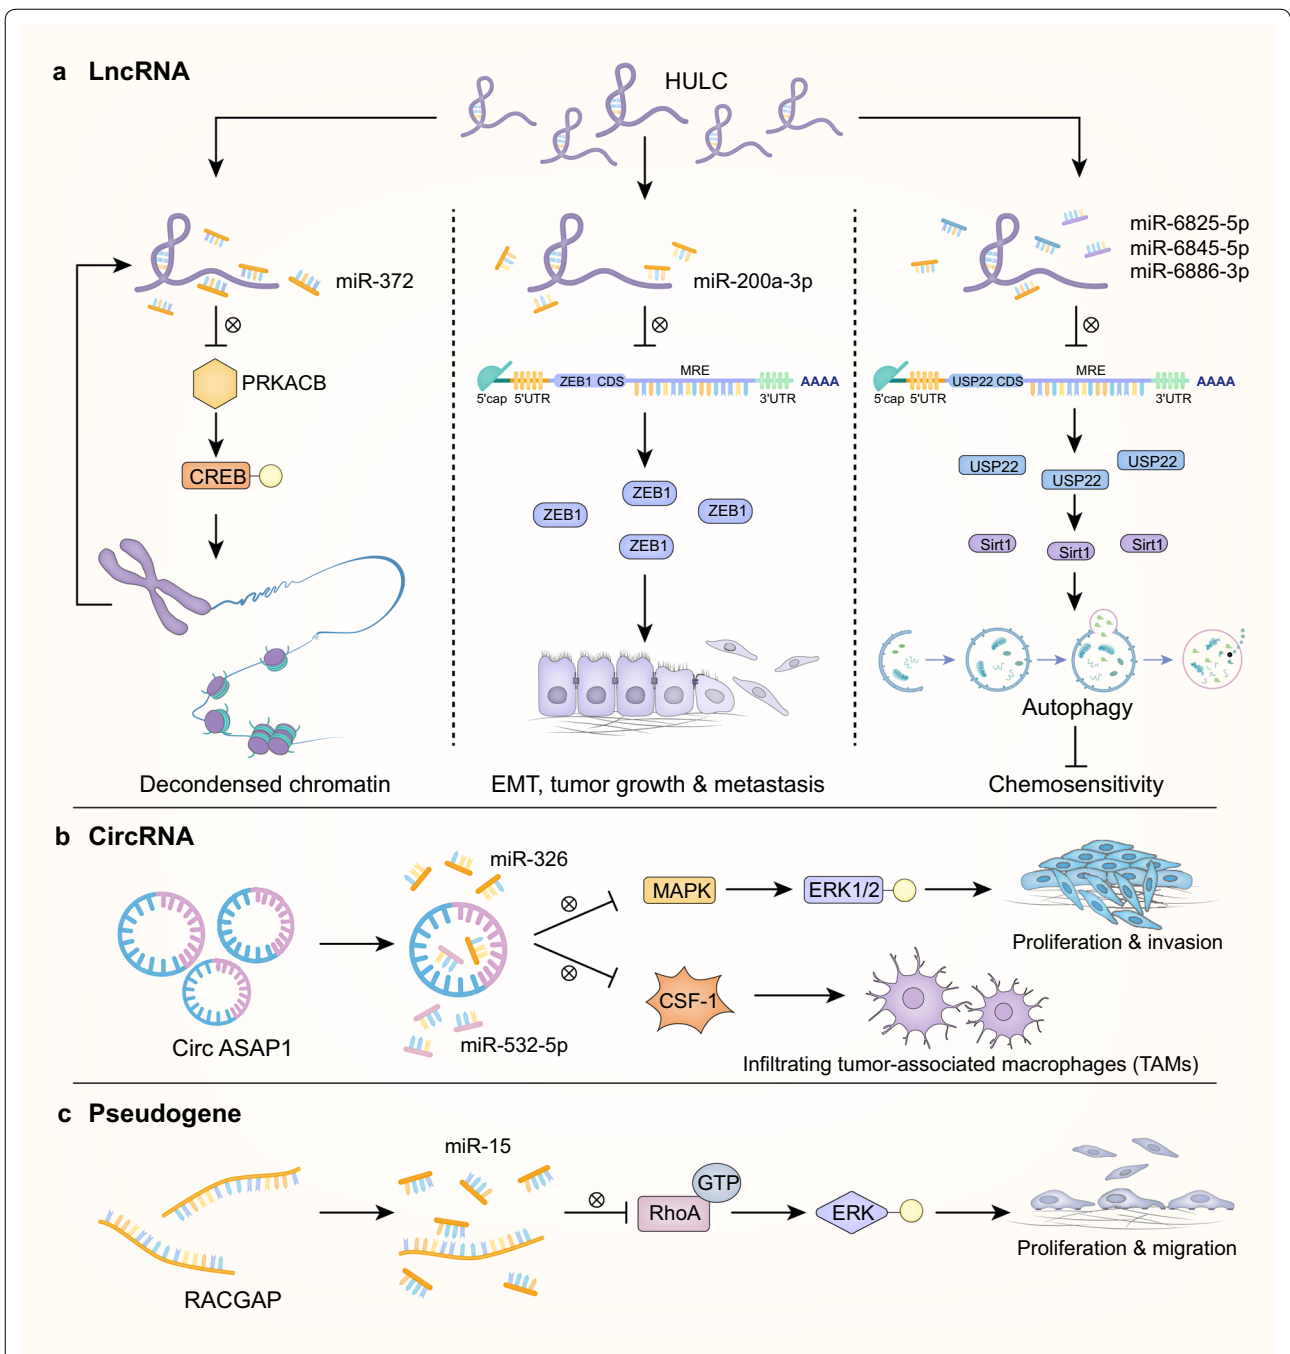 a LncRNA
HULC
miR-372
miR-200a-3p
miR-6825-5p
miR-6845-5p
miR-6886-3p
PRKACB
CREB
Decondensed chromatin
ZEB1 CDS
MRE
AAAA
5'cap 5'UTR
3'UTR
ZEB1
ZEB1
ZEB1
ZEB1
EMT, tumor growth & metastasis
USP22 CDS
MRE
AAAA
5'cap 5'UTR
3'UTR
USP22
USP22
USP22
Sirt1
Sirt1
Sirt1
Autophagy
Chemosensitivity
b CircRNA
Circ ASAP1
miR-326
miR-532-5p
MAPK
ERK1/2
Proliferation & invasion
CSF-1
Infiltrating tumor-associated macrophages (TAMs)
c Pseudogene
RACGAP
miR-15
GTP
RhoA
ERK
Proliferation & migration